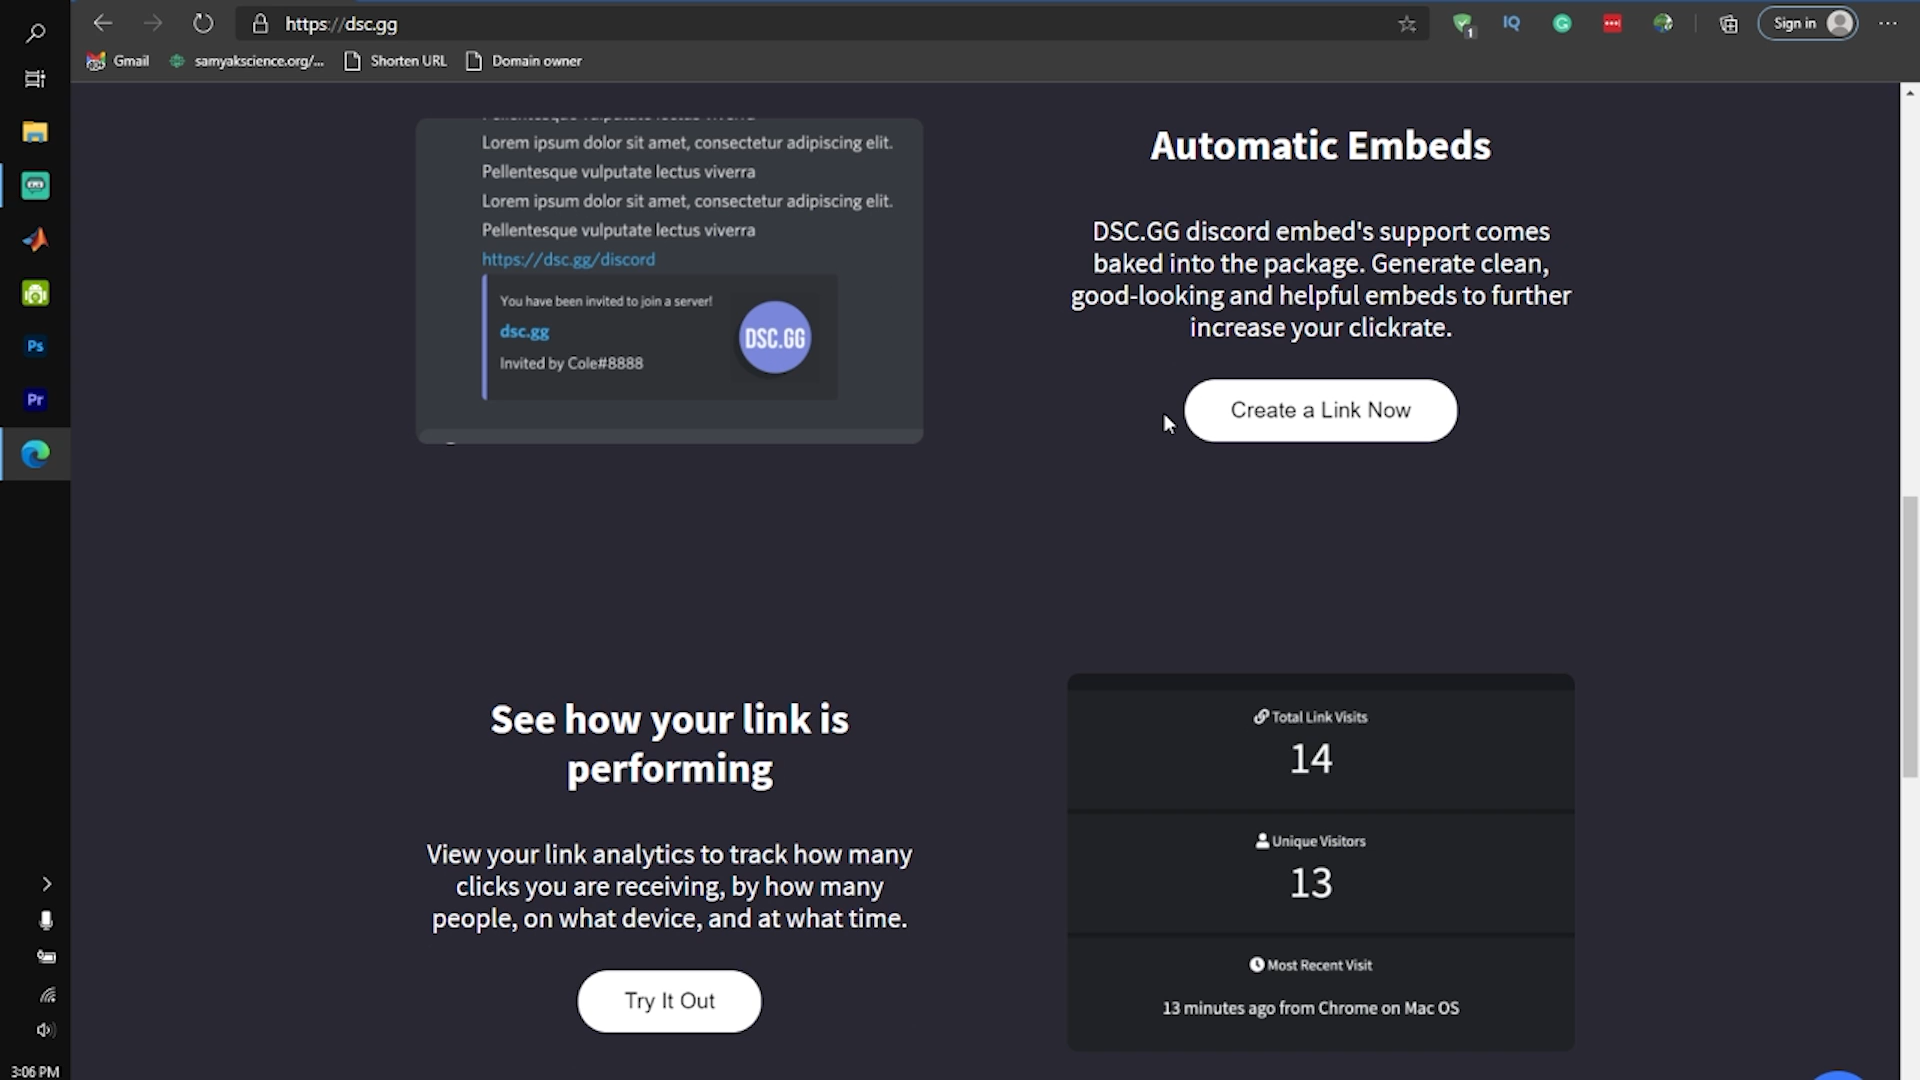 https://dsc.gg
Sign in
1
IQ
Gmail
samyakscience.org/...
Shorten URL
Domain owner
Lorem ipsum dolor sit amet, consectetur adipiscing elit.
Pellentesque vulputate lectus viverra
Lorem ipsum dolor sit amet, consectetur adipiscing elit.
Pellentesque vulputate lectus viverra
https://dsc.gg/discord
You have been invited to join a server!
dsc.gg
Invited by Cole#8888
DSC.GG
Automatic Embeds
DSC.GG discord embed's support comes
baked into the package. Generate clean,
good-looking and helpful embeds to further
increase your clickrate.
Create a Link Now
See how your link is
performing
View your link analytics to track how many
clicks you are receiving, by how many
people, on what device, and at what time.
Try It Out
Total Link Visits
14
Unique Visitors
13
Most Recent Visit
13 minutes ago from Chrome on Mac OS
Ps
Pr
3:06 PM